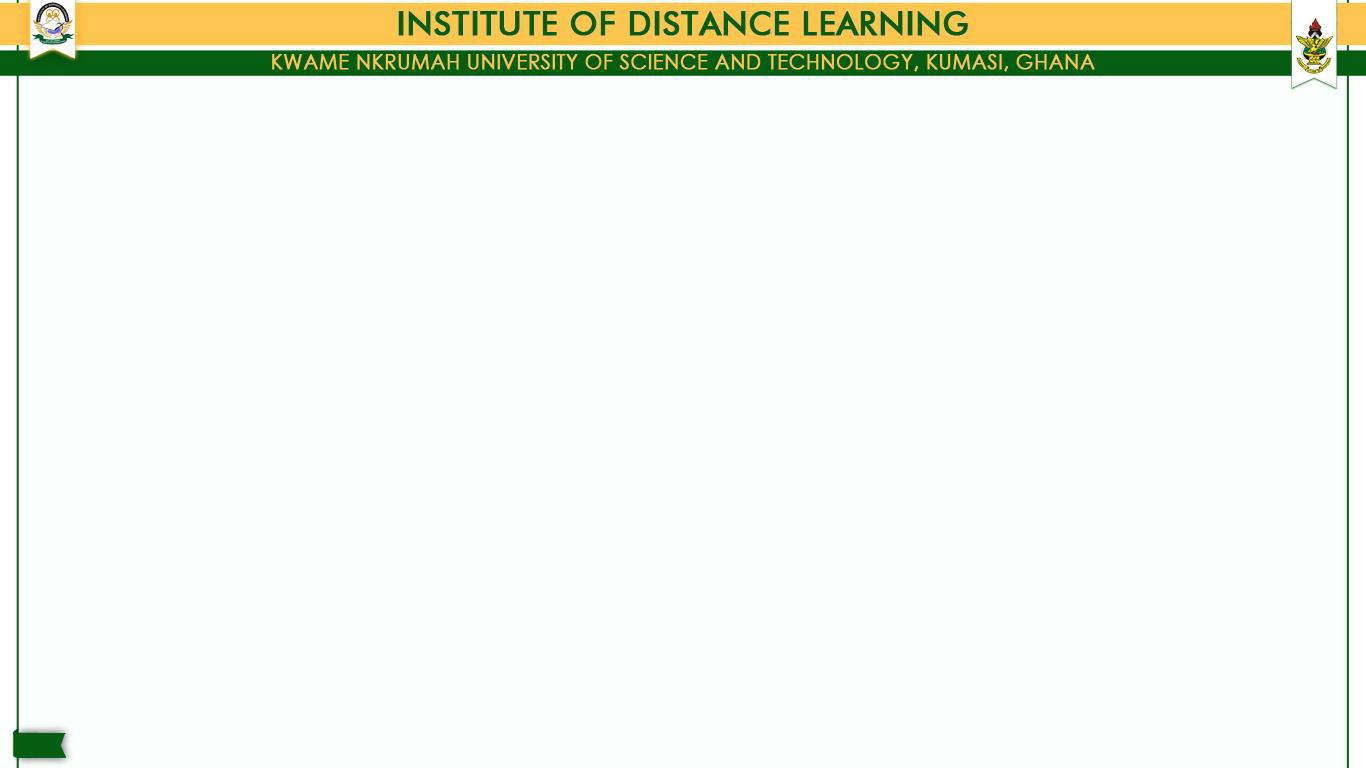 INSTITUTE OF DISTANCE LEARNING
KWAME NKRUMAH UNIVERSITY OF SCIENCE AND TECHNOLOGY, KUMASI, GHANA